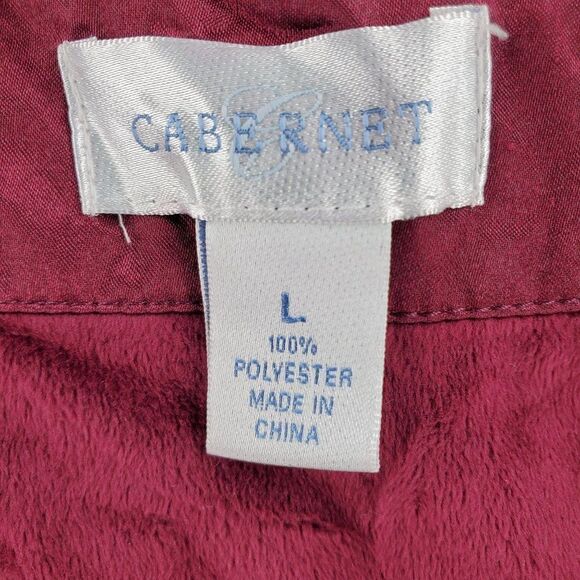 CABERNET
C
L
100%
POLYESTER
MADE IN
CHINA